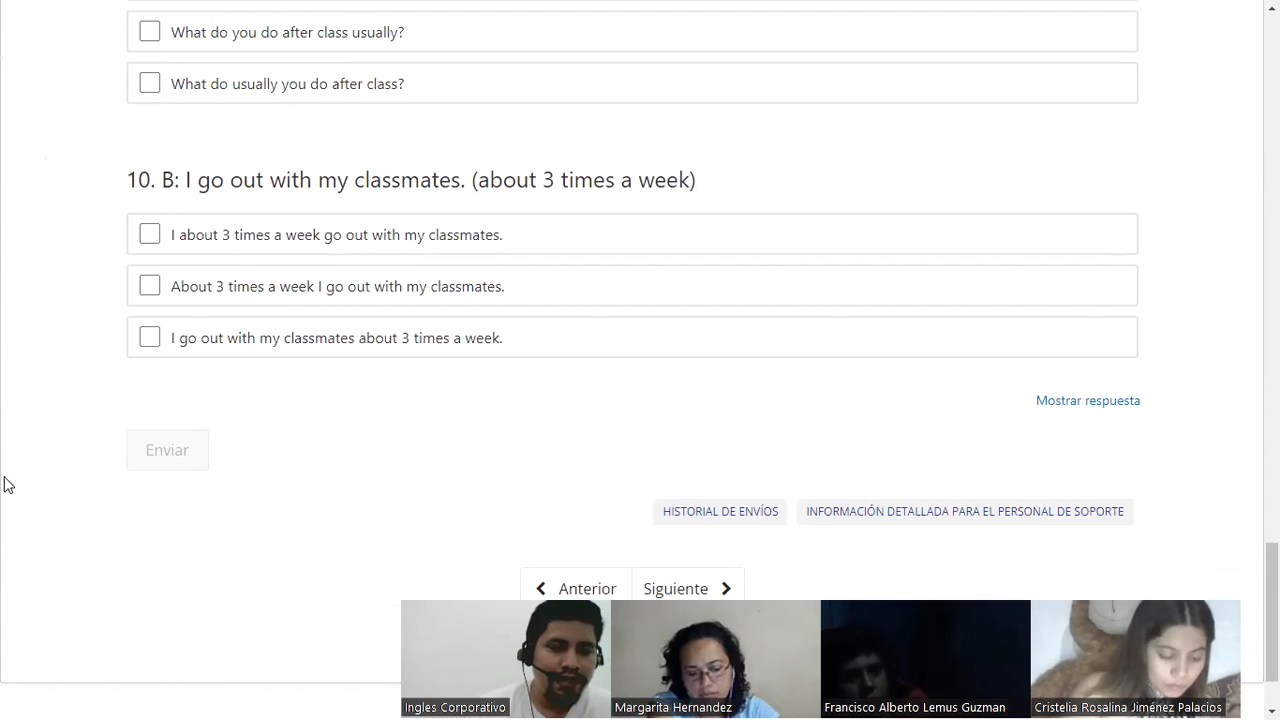 What do you do after class usually?
What do usually you do after class?
10. B: I go out with my classmates. (about 3 times a week)
I about 3 times a week go out with my classmates.
About 3 times a week I go out with my classmates.
I go out with my classmates about 3 times a week.
Mostrar respuesta
Enviar
HISTORIAL DE ENVÍOS
INFORMACIÓN DETALLADA PARA EL PERSONAL DE SOPORTE
Anterior
Siguiente
Ingles Corporativo
Margarita Hernandez
Francisco Alberto Lemus Guzman
Cristelia Rosalina Jiménez Palacios